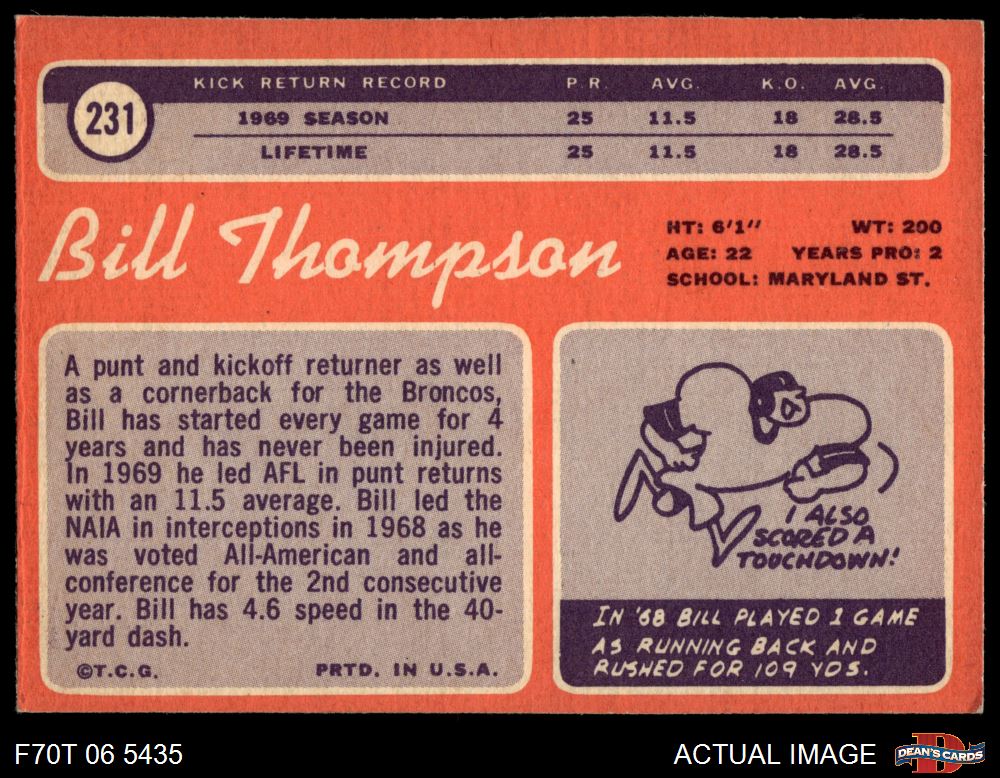 231
KICK RETURN RECORD P.R. AVG. K.O. AVG.
1969 SEASON 25 11.5 18 28.5
LIFETIME 25 11.5 18 28.5
Bill Thompson
HT: 6'1" WT: 200
AGE: 22 YEARS PRO: 2
SCHOOL: MARYLAND ST.
A punt and kickoff returner as well
as a cornerback for the Broncos,
Bill has started every game for 4
years and has never been injured.
In 1969 he led AFL in punt returns
with an 11.5 average. Bill led the
NAIA in interceptions in 1968 as he
was voted All-American and all-
conference for the 2nd consecutive
year. Bill has 4.6 speed in the 40-
yard dash.
©T.C.G. PRTD. IN U.S.A.
I ALSO
SCORED A
TOUCHDOWN!
IN '68 BILL PLAYED 1 GAME
AS RUNNING BACK AND
RUSHED FOR 109 YDS.
F70T 06 5435 ACTUAL IMAGE DEAN'S CARDS